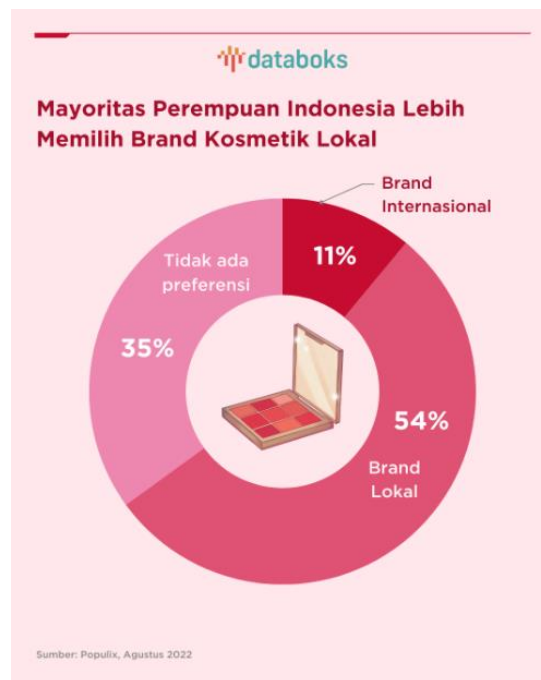 databoks
Mayoritas Perempuan Indonesia Lebih
Memilih Brand Kosmetik Lokal
Brand
Internasional
11%
Tidak ada
preferensi
35%
54%
Brand
Lokal
Sumber: Populix, Agustus 2022